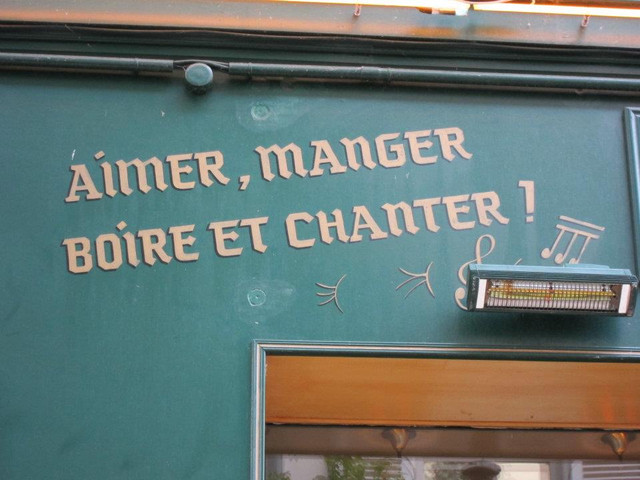 AiMER, MANGER
BOiRE ET CHANTER !